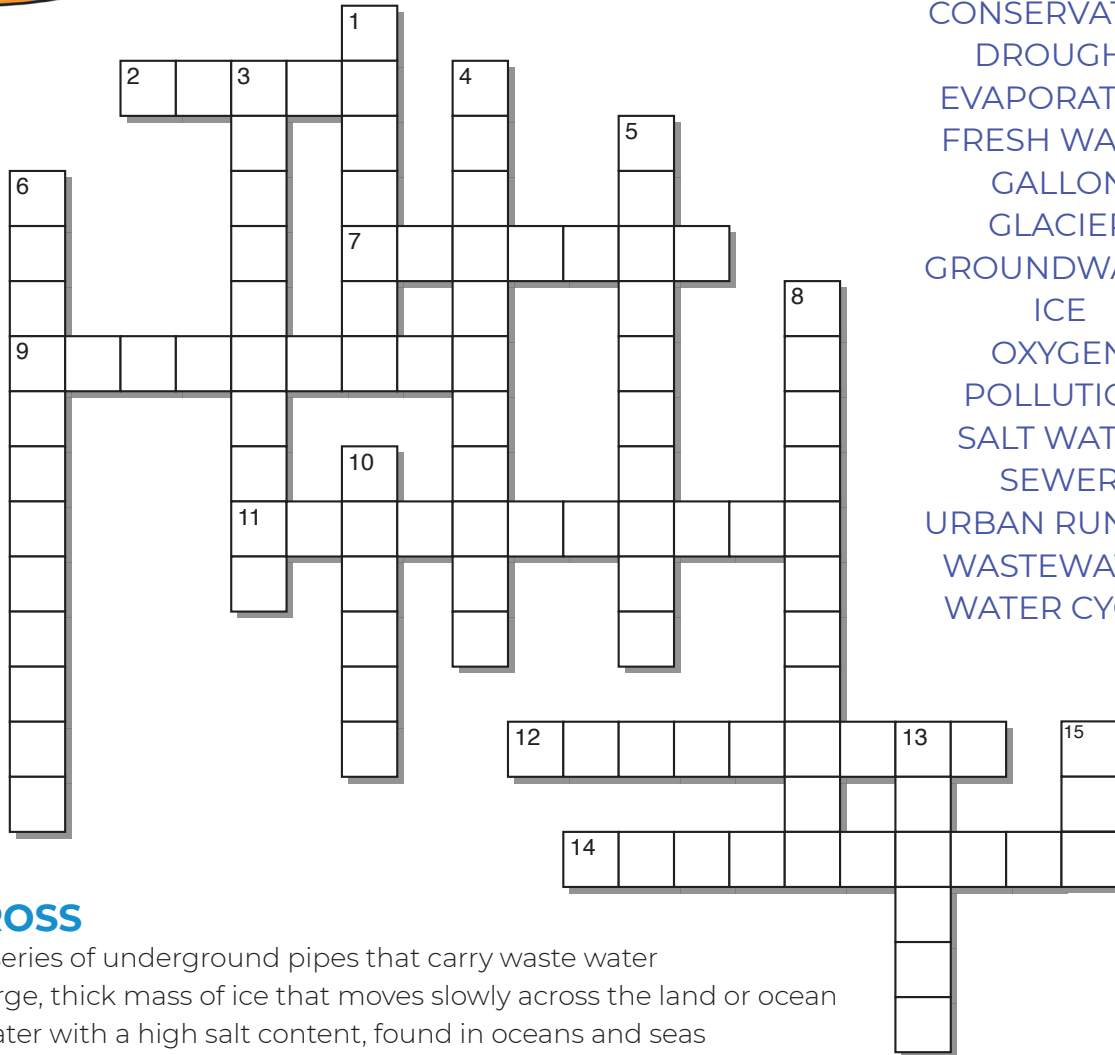 1
2 3 4
5
6
7
8
9
10
11
12 13 15
14
CONSERVAT
DROUGH
EVAPORAT
FRESH WA
GALLON
GLACIER
GROUNDWA
ICE
OXYGEN
POLLUTIO
SALT WAT
SEWER
URBAN RUN
WASTEWAT
WATER CY
ROSS
series of underground pipes that carry waste water
rge, thick mass of ice that moves slowly across the land or ocean
ater with a high salt content, found in oceans and seas